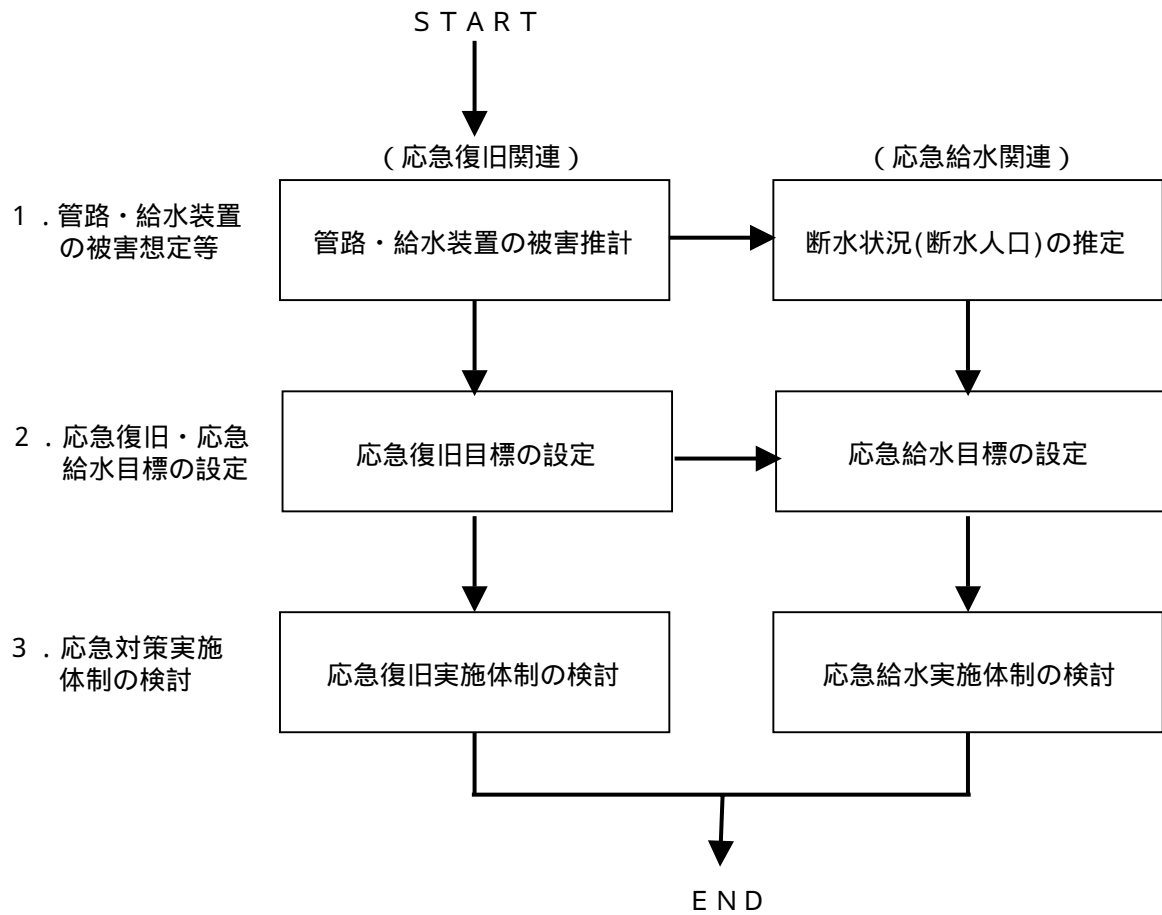 ＳＴＡＲＴ
（応急復旧関連）
（応急給水関連）
１．管路・給水装置
の被害想定等
管路・給水装置の被害推計
断水状況(断水人口)の推定
２．応急復旧・応急
給水目標の設定
応急復旧目標の設定
応急給水目標の設定
３．応急対策実施
体制の検討
応急復旧実施体制の検討
応急給水実施体制の検討
ＥＮＤ